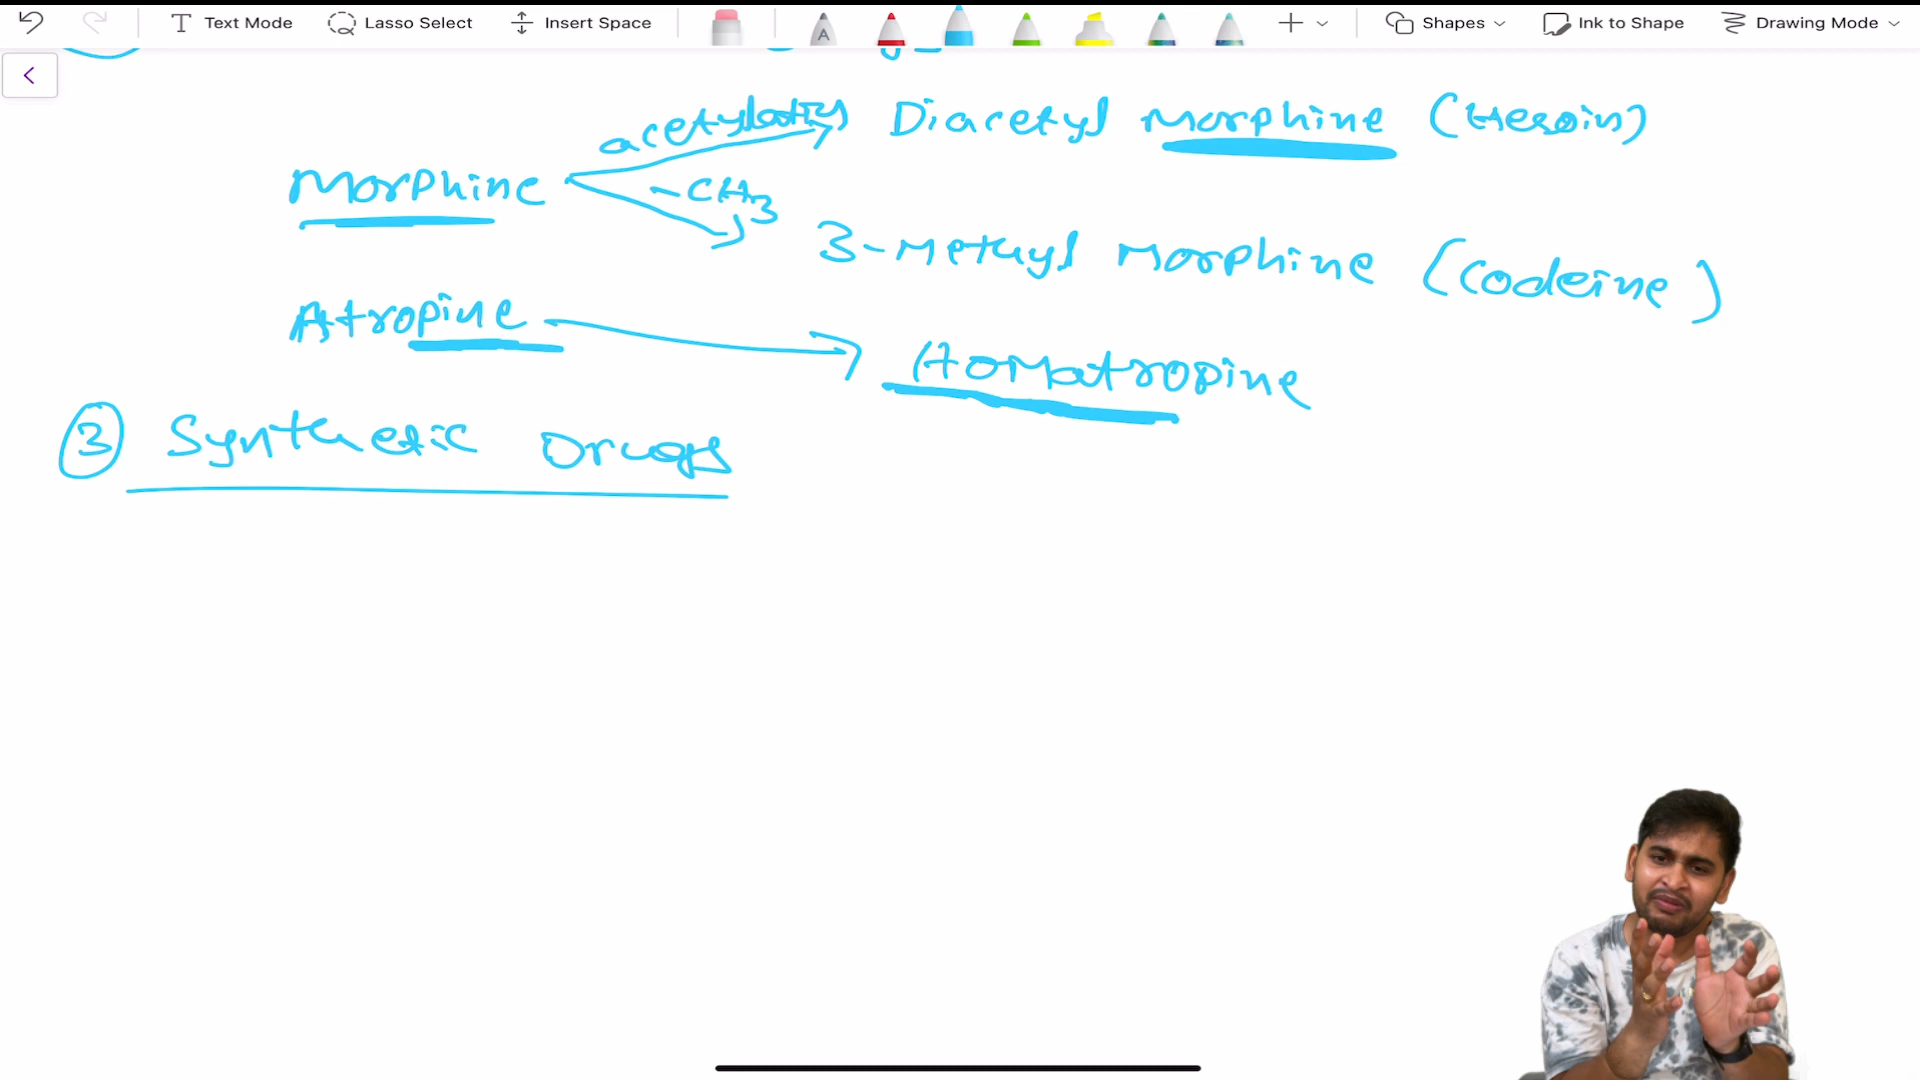 Text Mode Lasso Select Insert Space A Shapes Ink to Shape Drawing Mode
acetylation Diacetyl Morphine (Heroin)
Morphine
-CH3
3-Methyl Morphine (Codeine)
Atropine
Homatropine
3 Synthetic Drugs